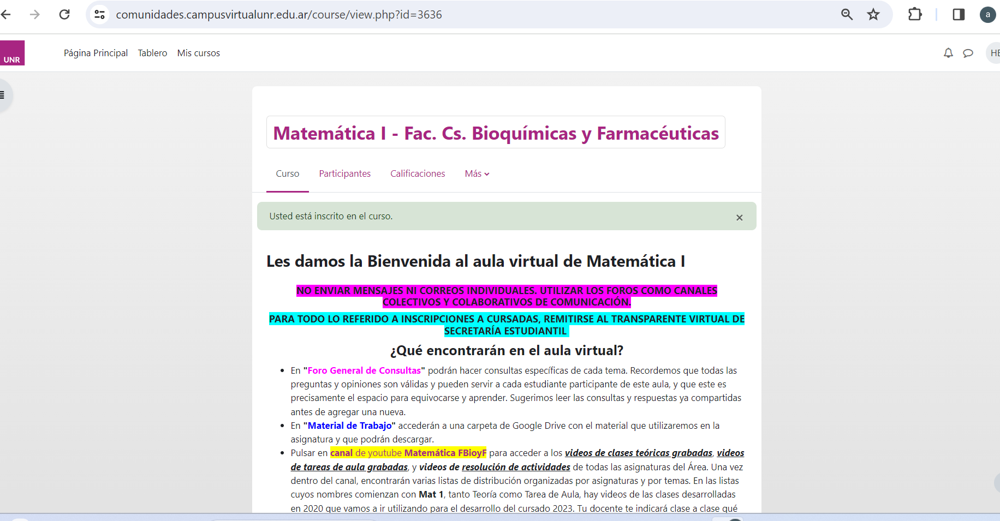 comunidades.campusvirtualunr.edu.ar/course/view.php?id=3636
a
UNR
Página Principal Tablero Mis cursos
HE
Matemática I - Fac. Cs. Bioquímicas y Farmacéuticas
Curso Participantes Calificaciones Más
Usted está inscrito en el curso. ×
Les damos la Bienvenida al aula virtual de Matemática I
NO ENVIAR MENSAJES NI CORREOS INDIVIDUALES. UTILIZAR LOS FOROS COMO CANALES
COLECTIVOS Y COLABORATIVOS DE COMUNICACIÓN.
PARA TODO LO REFERIDO A INSCRIPCIONES A CURSADAS, REMITIRSE AL TRANSPARENTE VIRTUAL DE
SECRETARÍA ESTUDIANTIL
¿Qué encontrarán en el aula virtual?
• En "Foro General de Consultas" podrán hacer consultas específicas de cada tema. Recordemos que todas las
preguntas y opiniones son válidas y pueden servir a cada estudiante participante de este aula, y que este es
precisamente el espacio para equivocarse y aprender. Sugerimos leer las consultas y respuestas ya compartidas
antes de agregar una nueva.
• En "Material de Trabajo" accederán a una carpeta de Google Drive con el material que utilizaremos en la
asignatura y que podrán descargar.
• Pulsar en canal de youtube Matemática FBioyF para acceder a los videos de clases teóricas grabadas, videos
de tareas de aula grabadas, y videos de resolución de actividades de todas las asignaturas del Área. Una vez
dentro del canal, encontrarán varias listas de distribución organizadas por asignaturas y por temas. En las listas
cuyos nombres comienzan con Mat 1, tanto Teoría como Tarea de Aula, hay videos de las clases desarrolladas
en 2020 que vamos a ir utilizando para el desarrollo del cursado 2023. Tu docente te indicará clase a clase qué